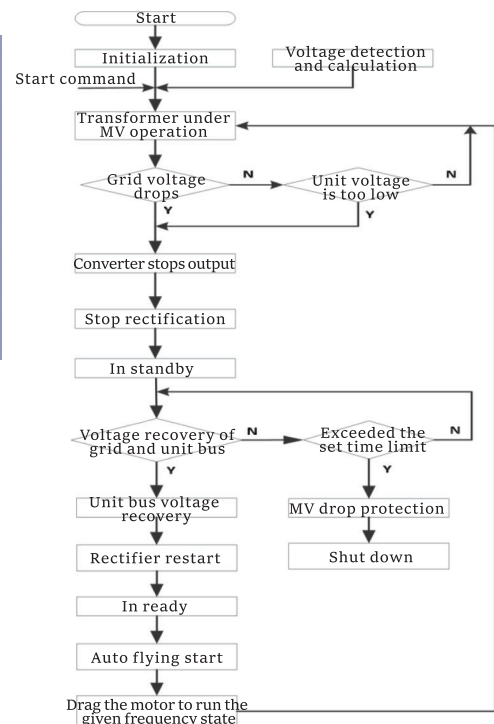 Start
Initialization
Voltage detection
and calculation
Start command
Transformer under
MV operation
Grid voltage
drops
N
Unit voltage
is too low
N
Y
Y
Converter stops output
Stop rectification
In standby
Voltage recovery of
grid and unit bus
N
Exceeded the
set time limit
N
Y
Y
Unit bus voltage
recovery
MV drop protection
Rectifier restart
Shut down
In ready
Auto flying start
Drag the motor to run the
given frequency state